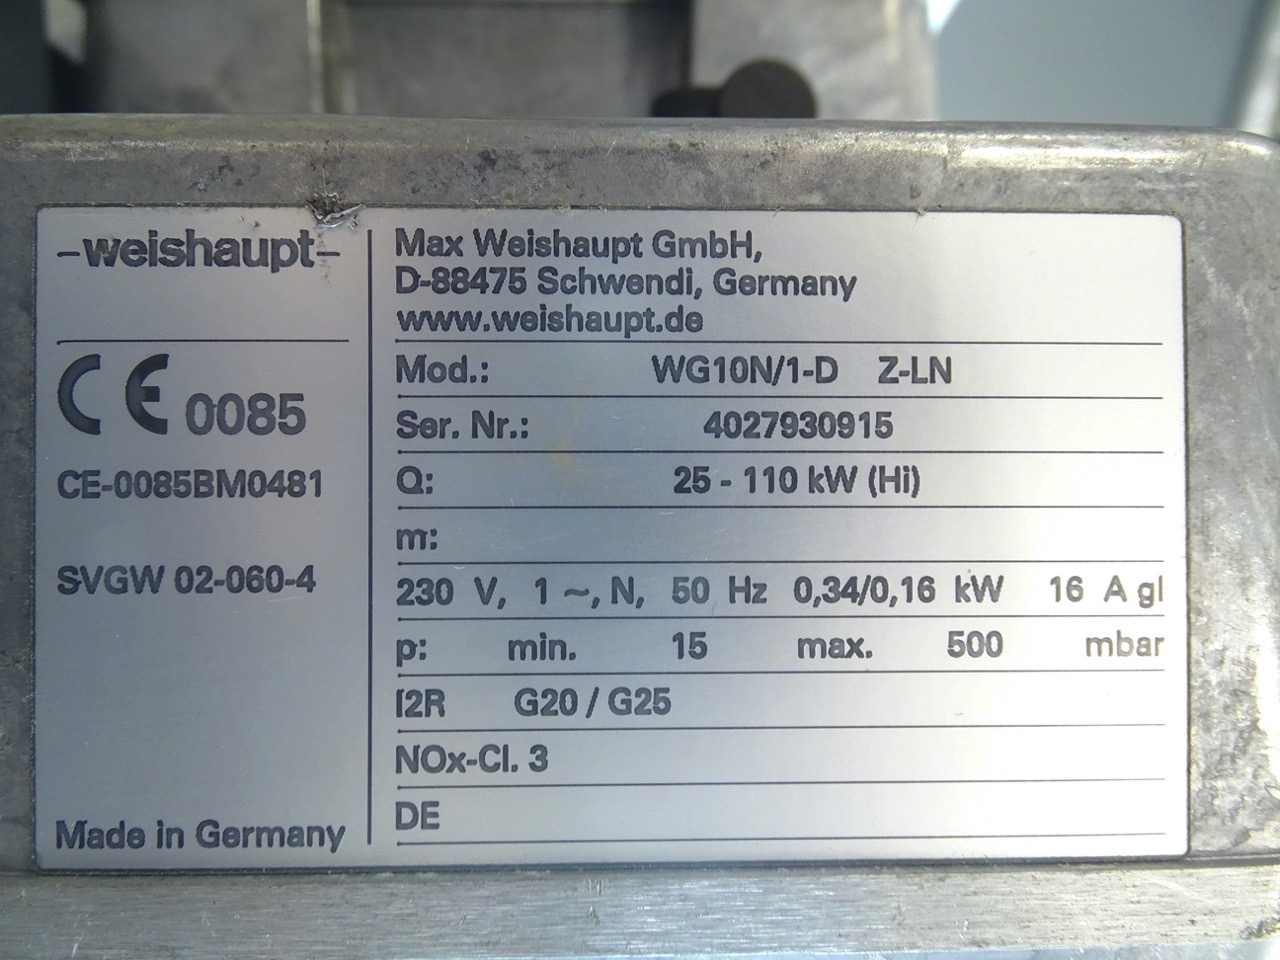 -weishaupt-
CE 0085
CE-0085BM0481
SVGW 02-060-4
Made in Germany
Max Weishaupt GmbH,
D-88475 Schwendi, Germany
www.weishaupt.de
Mod.: WG10N/1-D Z-LN
Ser. Nr.: 4027930915
Q: 25 - 110 kW (Hi)
m:
230 V, 1 ~, N, 50 Hz 0,34/0,16 kW 16 A gl
p: min. 15 max. 500 mbar
I2R G20 / G25
NOx-Cl. 3
DE